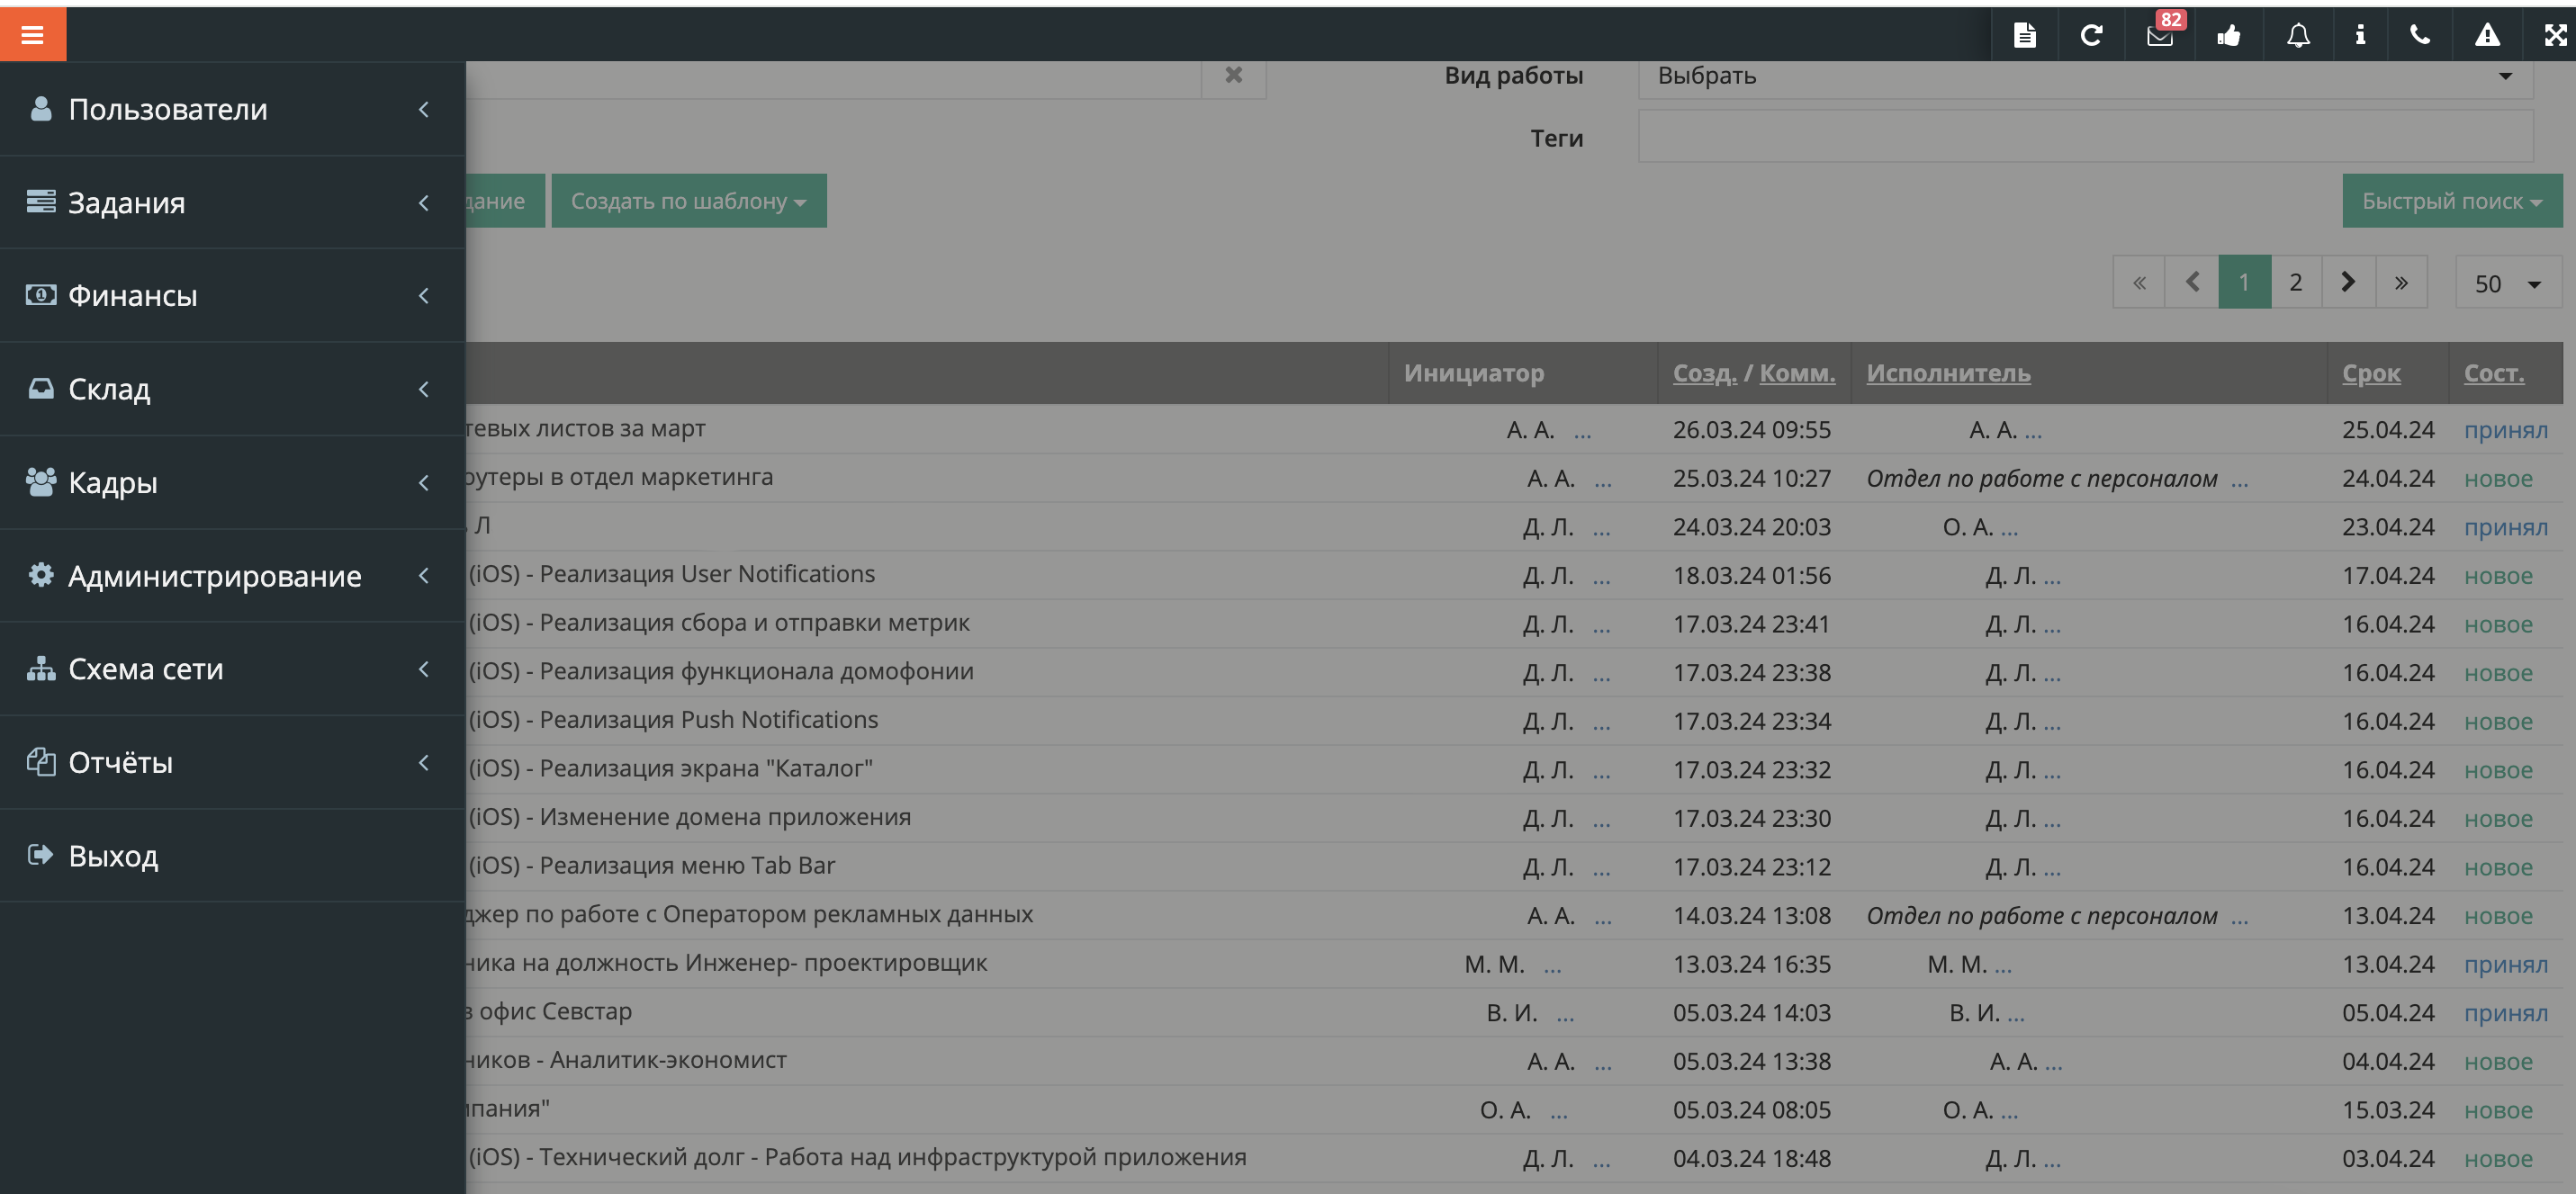 82
Пользователи
Задания
Финансы
Склад
Кадры
Администрирование
Схема сети
Отчёты
Выход
Вид работы Выбрать
Теги
Создать по шаблону
Быстрый поиск
« 1 2 » 50
Инициатор Созд. / Комм. Исполнитель Срок Сост.
тевых листов за март А. А. ... 26.03.24 09:55 А. А. ... 25.04.24 принял
оутеры в отдел маркетинга А. А. ... 25.03.24 10:27 Отдел по работе с персоналом ... 24.04.24 новое
Л Д. Л. ... 24.03.24 20:03 О. А. ... 23.04.24 принял
(iOS) - Реализация User Notifications Д. Л. ... 18.03.24 01:56 Д. Л. ... 17.04.24 новое
(iOS) - Реализация сбора и отправки метрик Д. Л. ... 17.03.24 23:41 Д. Л. ... 16.04.24 новое
(iOS) - Реализация функционала домофонии Д. Л. ... 17.03.24 23:38 Д. Л. ... 16.04.24 новое
(iOS) - Реализация Push Notifications Д. Л. ... 17.03.24 23:34 Д. Л. ... 16.04.24 новое
(iOS) - Реализация экрана "Каталог" Д. Л. ... 17.03.24 23:32 Д. Л. ... 16.04.24 новое
(iOS) - Изменение домена приложения Д. Л. ... 17.03.24 23:30 Д. Л. ... 16.04.24 новое
(iOS) - Реализация меню Tab Bar Д. Л. ... 17.03.24 23:12 Д. Л. ... 16.04.24 новое
джер по работе с Оператором рекламных данных А. А. ... 14.03.24 13:08 Отдел по работе с персоналом ... 13.04.24 новое
ника на должность Инженер- проектировщик М. М. ... 13.03.24 16:35 М. М. ... 13.04.24 принял
в офис Севстар В. И. ... 05.03.24 14:03 В. И. ... 05.04.24 принял
ников - Аналитик-экономист А. А. ... 05.03.24 13:38 А. А. ... 04.04.24 новое
мпания" О. А. ... 05.03.24 08:05 О. А. ... 15.03.24 новое
(iOS) - Технический долг - Работа над инфраструктурой приложения Д. Л. ... 04.03.24 18:48 Д. Л. ... 03.04.24 новое